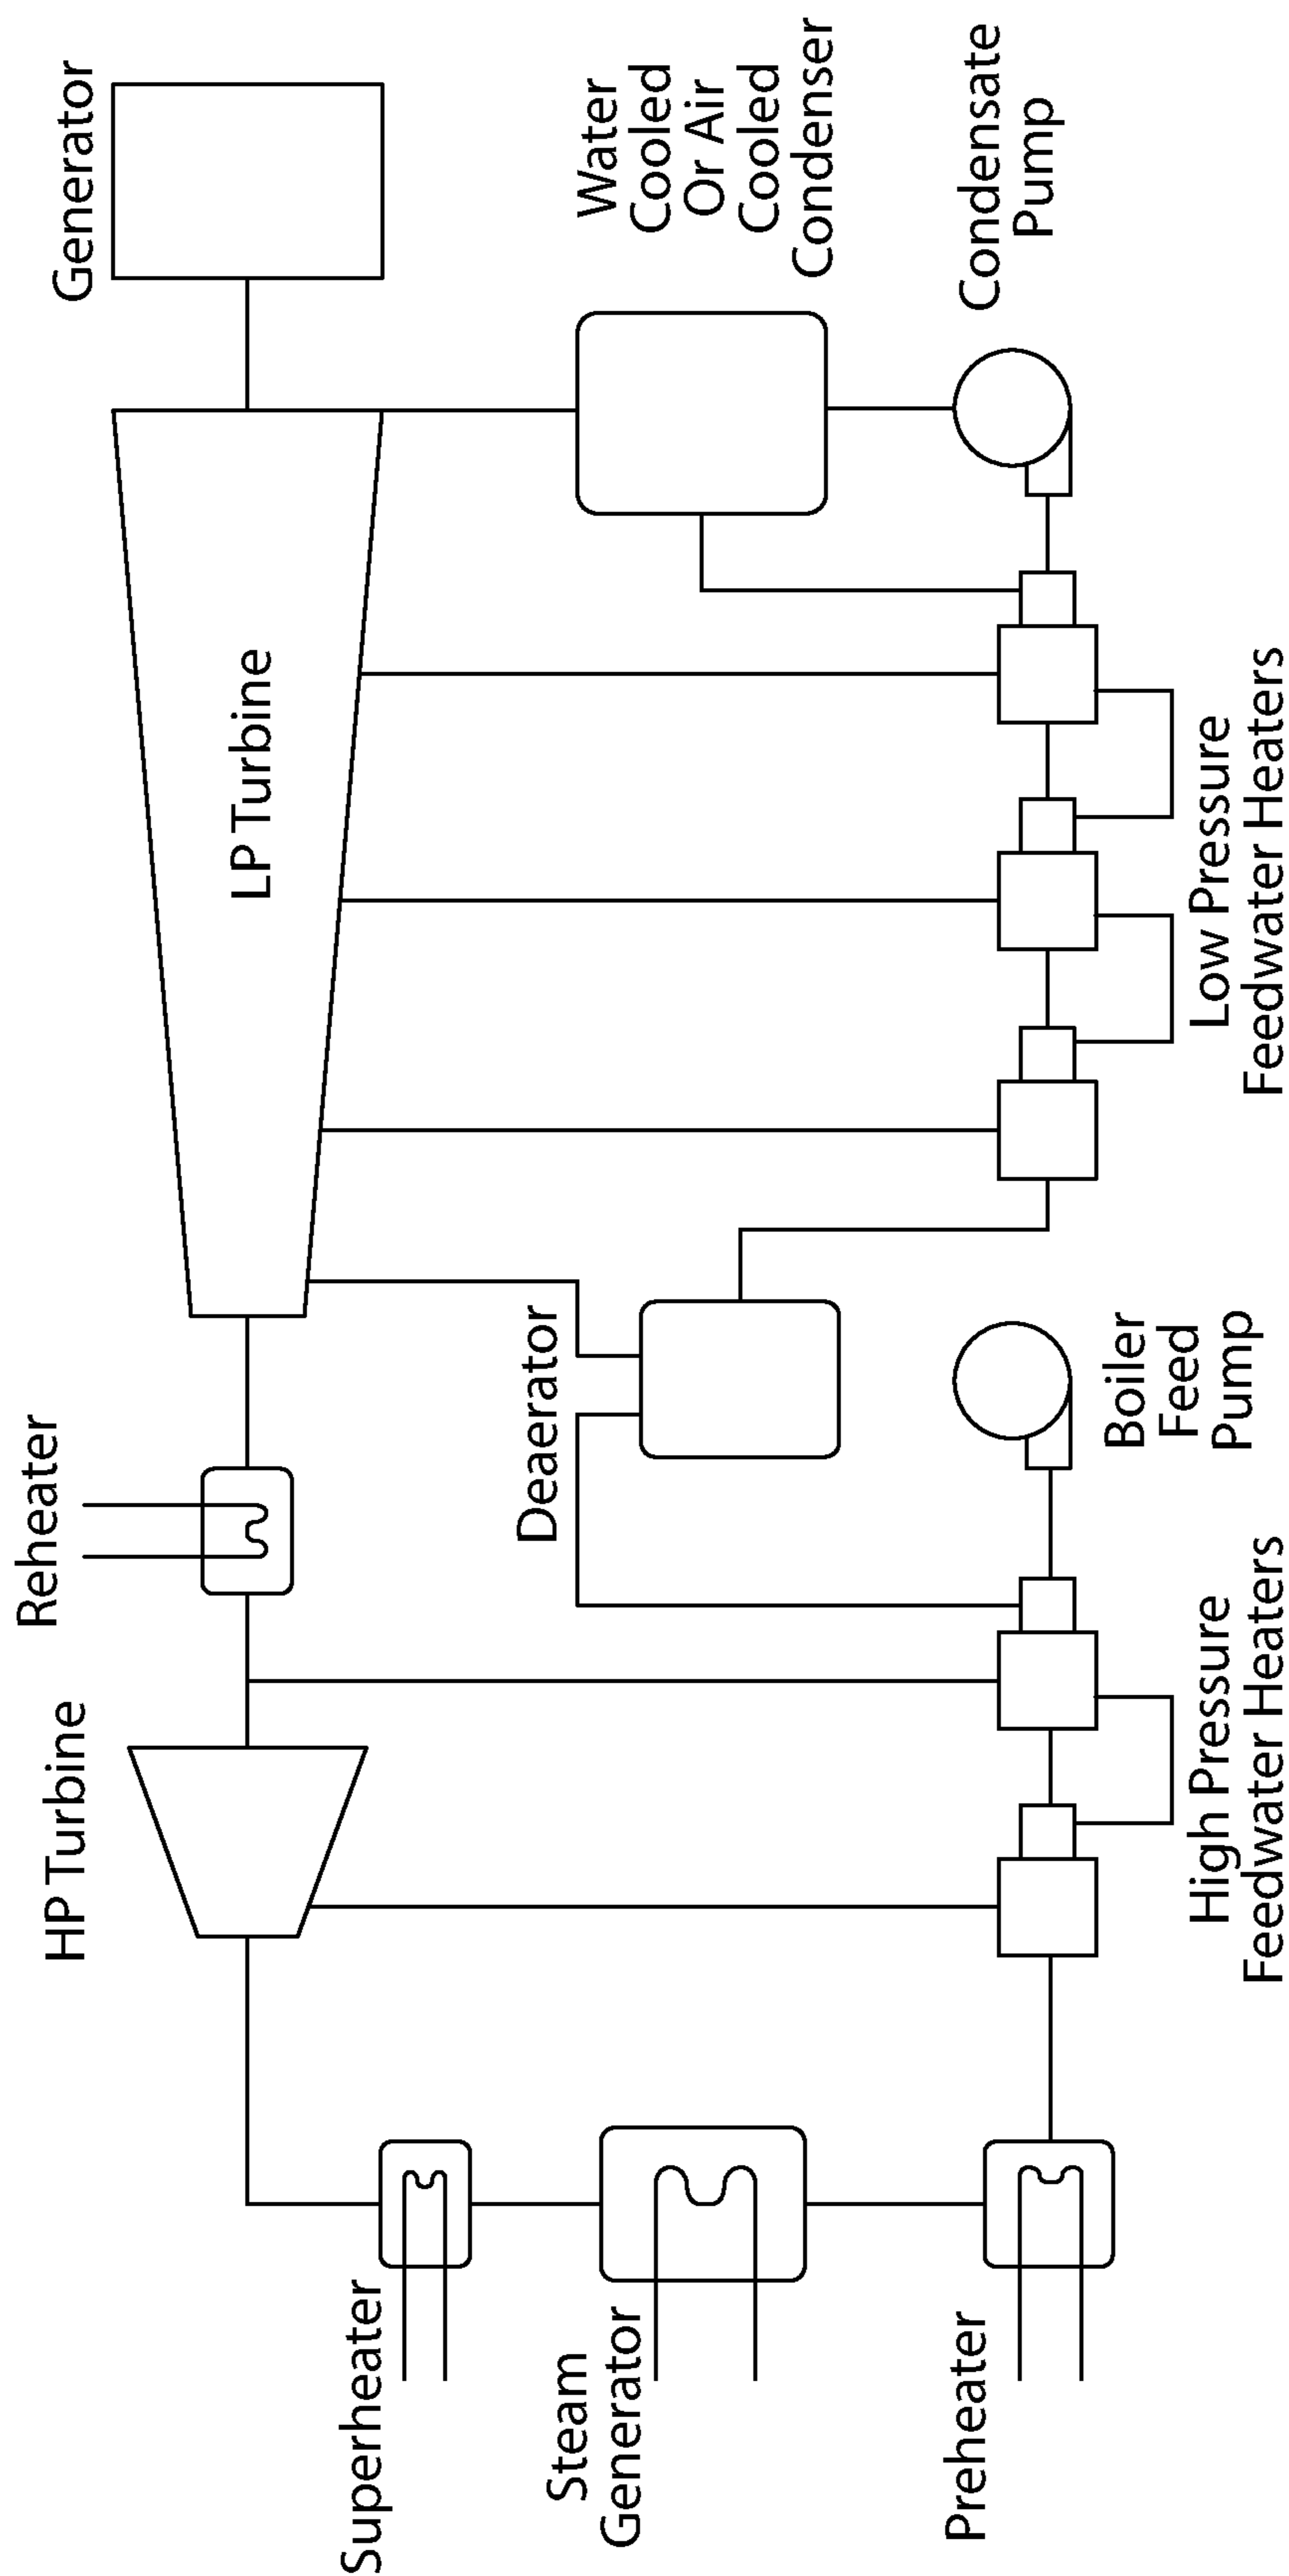 Reheater
HP Turbine
Generator
LP Turbine
Superheater
Deaerator
Water
Cooled
Or Air
Cooled
Condenser
Steam
Generator
Condensate
Pump
Preheater
Boiler
Feed
Pump
High Pressure
Feedwater Heaters
Low Pressure
Feedwater Heaters